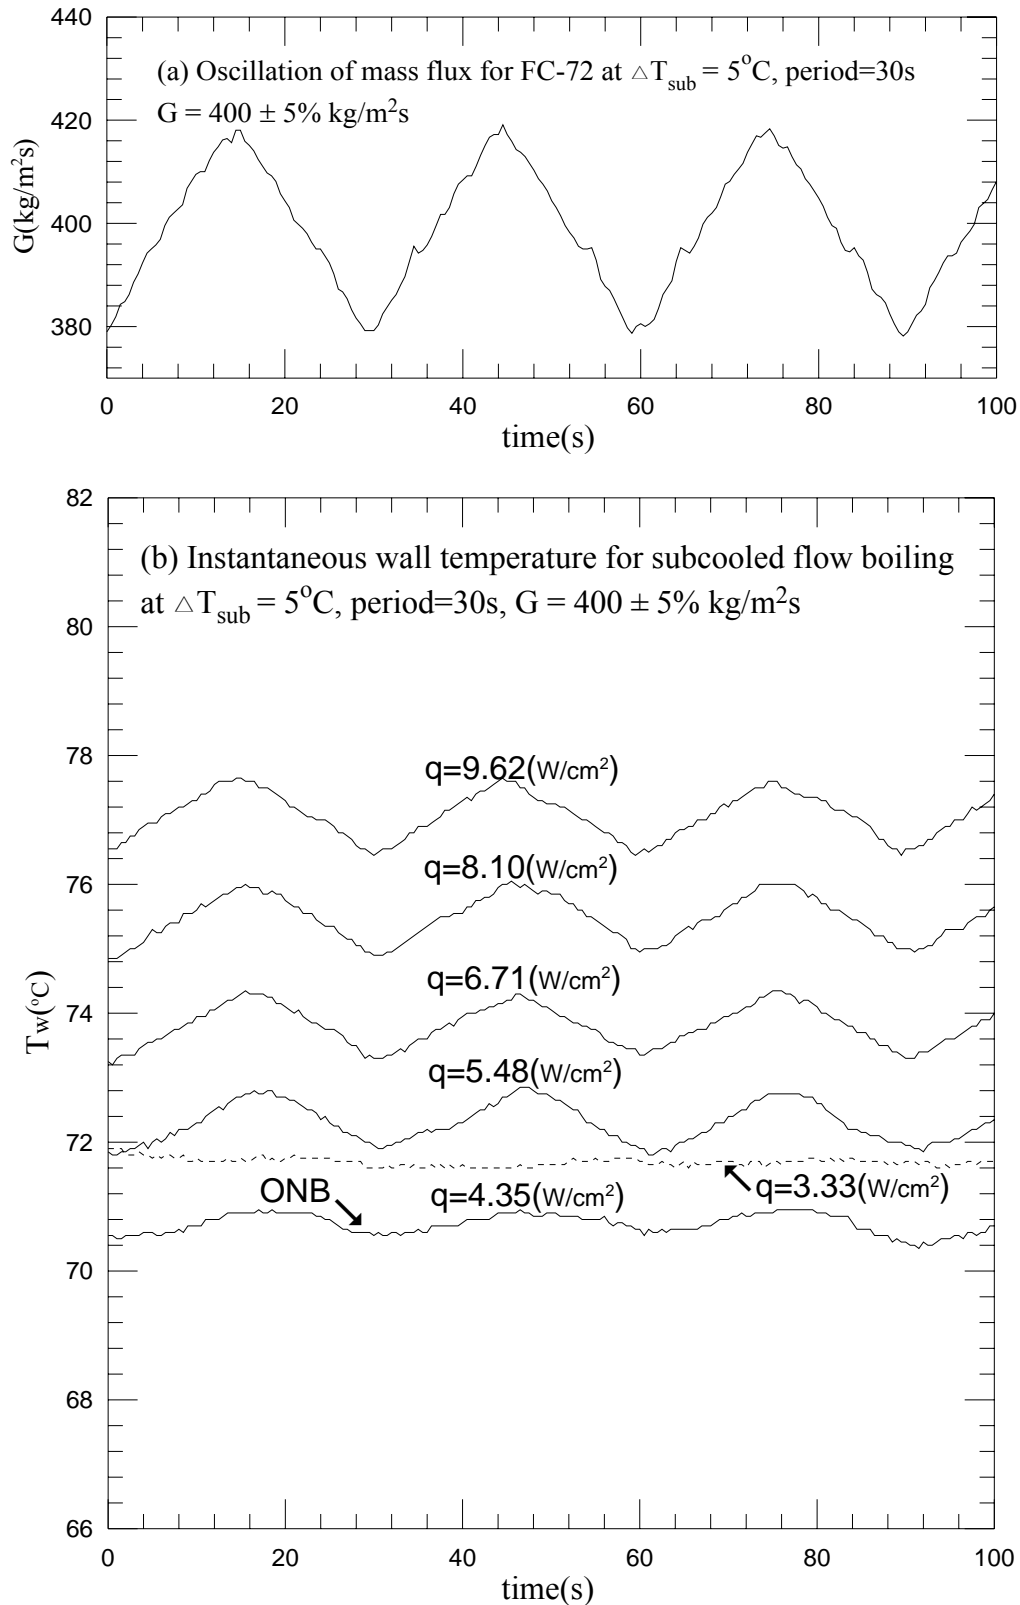 440
(a) Oscillation of mass flux for FC-72 at △Tsub = 5°C, period=30s
G = 400 ± 5% kg/m²s
420
400
380
G(kg/m²s)
0 20 40 60 80 100
time(s)
82
(b) Instantaneous wall temperature for subcooled flow boiling
at △Tsub = 5°C, period=30s, G = 400 ± 5% kg/m²s
80
78
q=9.62(W/cm²)
76
q=8.10(W/cm²)
Tw(°C)
74
q=6.71(W/cm²)
q=5.48(W/cm²)
72
ONB
q=4.35(W/cm²)
q=3.33(W/cm²)
70
68
66
0 20 40 60 80 100
time(s)